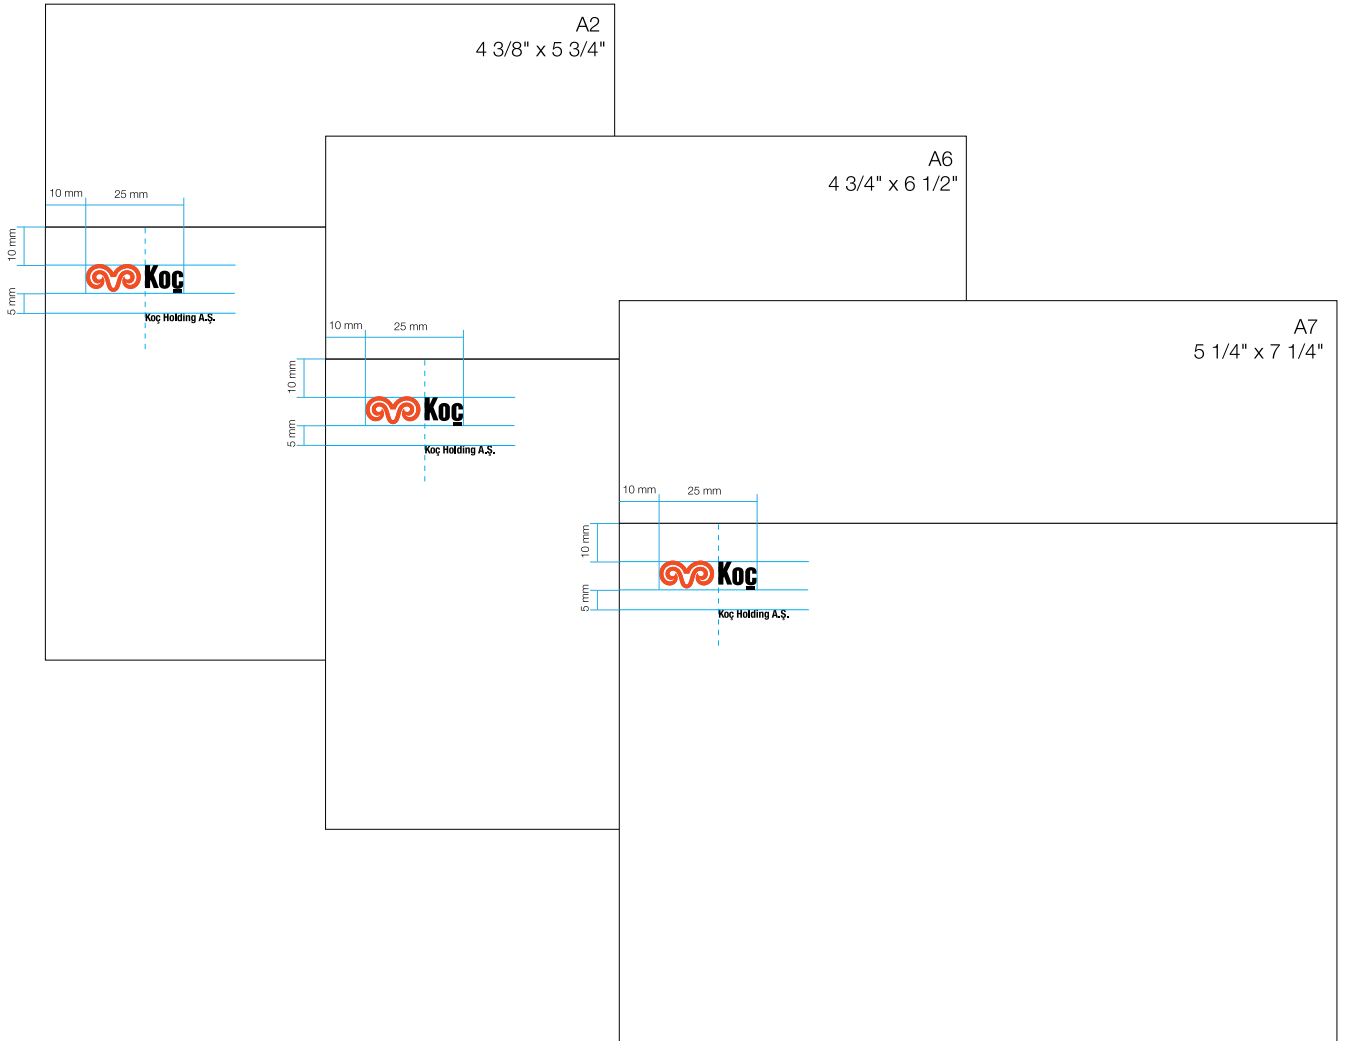 A2
4 3/8" x 5 3/4"
10 mm
25 mm
10 mm
5 mm
Koç
Koç Holding A.Ş.
A6
4 3/4" x 6 1/2"
10 mm
25 mm
10 mm
5 mm
Koç
Koç Holding A.Ş.
A7
5 1/4" x 7 1/4"
10 mm
25 mm
10 mm
5 mm
Koç
Koç Holding A.Ş.